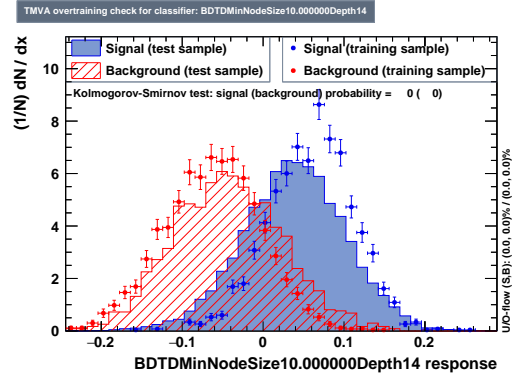 TMVA overtraining check for classifier: BDTDMinNodeSize10.000000Depth14
Signal (test sample)
Background (test sample)
Signal (training sample)
Background (training sample)
Kolmogorov-Smirnov test: signal (background) probability = 0 ( 0)
(1/N) dN / dx
10
8
6
4
2
0
−0.2
−0.1
0
0.1
0.2
BDTDMinNodeSize10.000000Depth14 response
U/O-flow (S,B): (0.0, 0.0)% / (0.0, 0.0)%